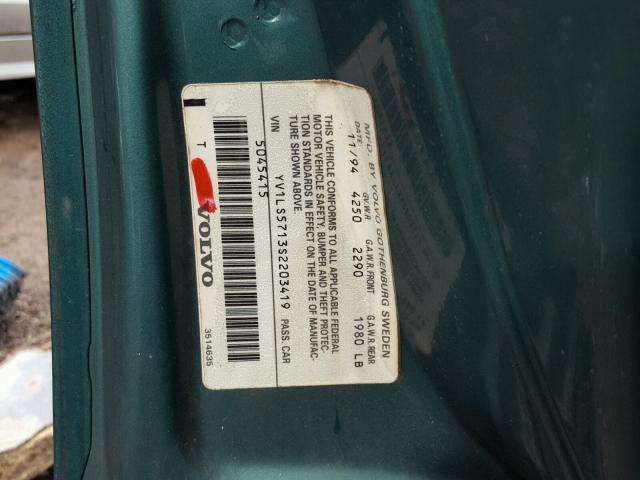 MFD. BY VOLVO GOTHENBURG SWEDEN
DATE: G.V.W.R. G.A.W.R. FRONT G.A.W.R. REAR
11/94 4250 2290 1980 LB
THIS VEHICLE CONFORMS TO ALL APPLICABLE FEDERAL
MOTOR VEHICLE SAFETY, BUMPER AND THEFT PROTEC-
TION STANDARDS IN EFFECT ON THE DATE OF MANUFAC-
TURE SHOWN ABOVE.
VIN YV1LS5713S2203419 PASS. CAR
5045415
T VOLVO 3514635